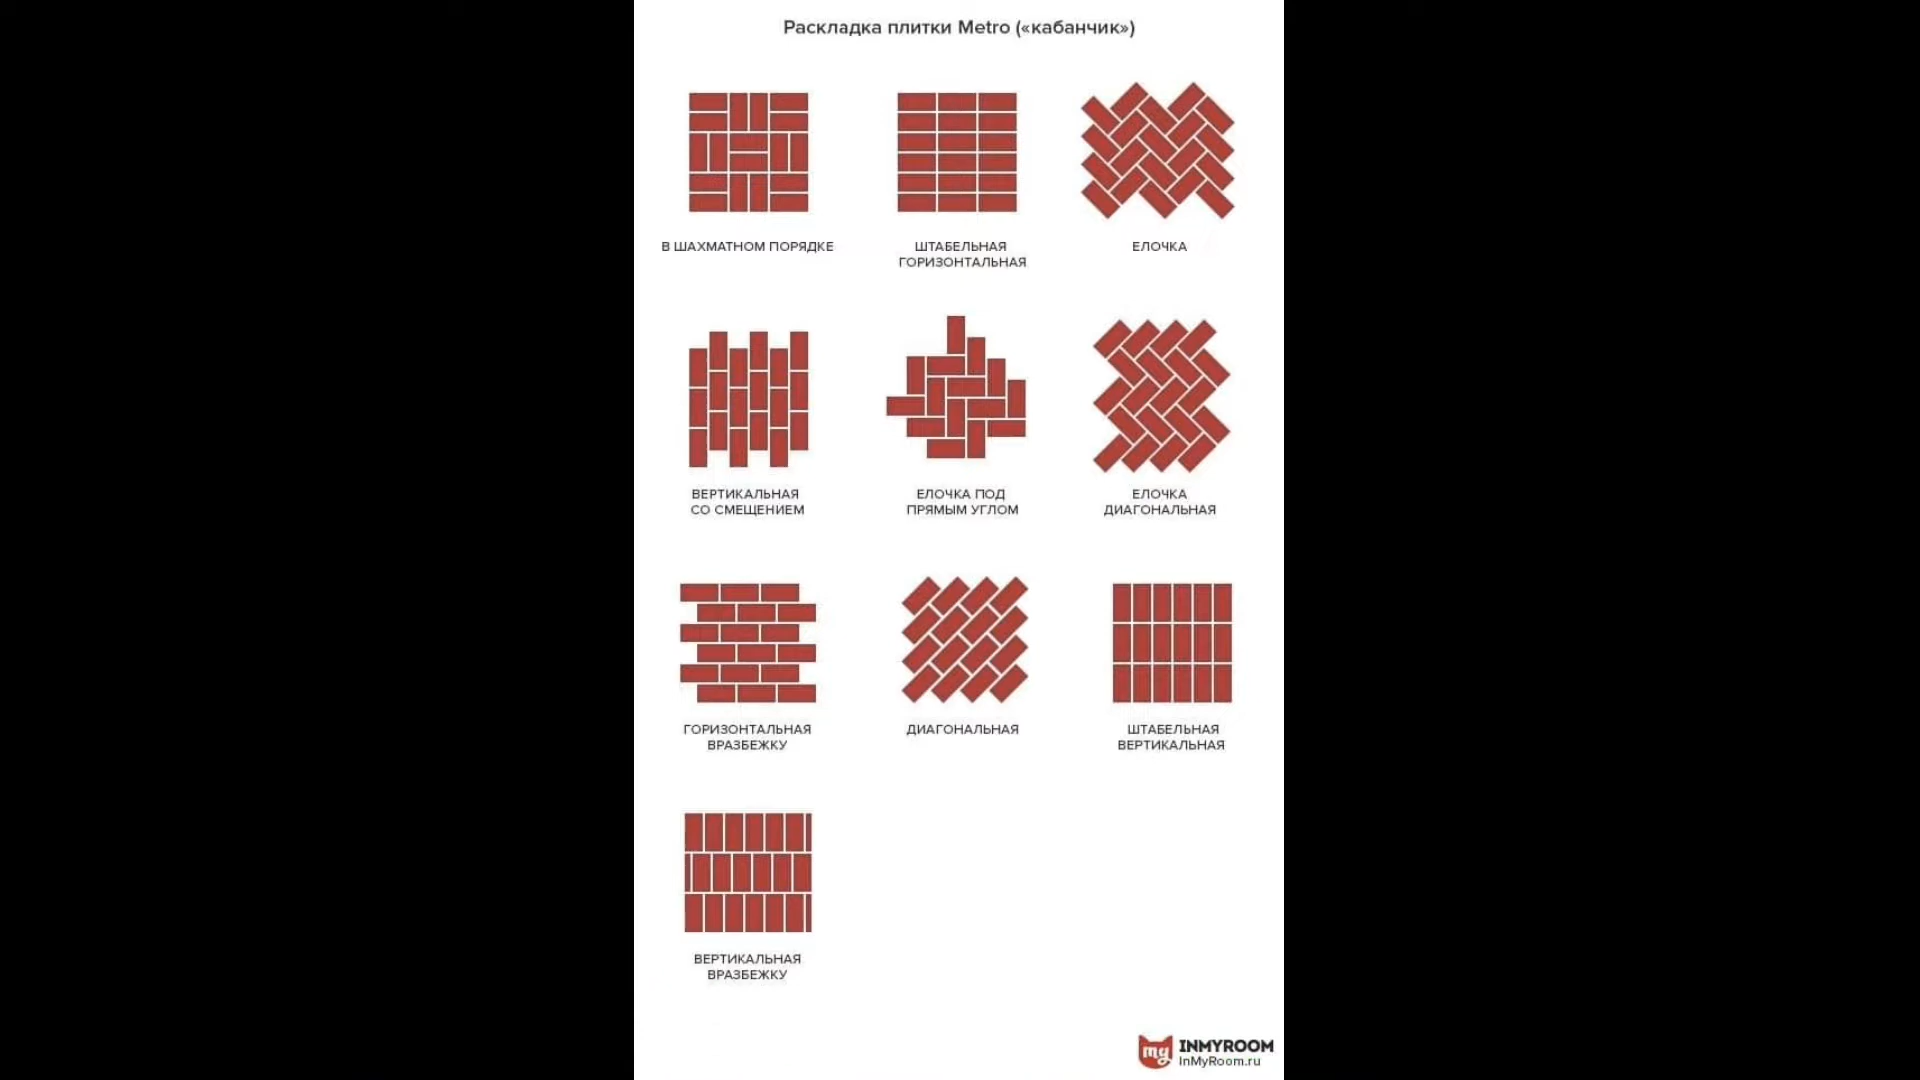 Раскладка плитки Metro («кабанчик»)
В ШАХМАТНОМ ПОРЯДКЕ
ШТАБЕЛЬНАЯ
ГОРИЗОНТАЛЬНАЯ
ЕЛОЧКА
ВЕРТИКАЛЬНАЯ
СО СМЕЩЕНИЕМ
ЕЛОЧКА ПОД
ПРЯМЫМ УГЛОМ
ЕЛОЧКА
ДИАГОНАЛЬНАЯ
ГОРИЗОНТАЛЬНАЯ
ВРАЗБЕЖКУ
ДИАГОНАЛЬНАЯ
ШТАБЕЛЬНАЯ
ВЕРТИКАЛЬНАЯ
ВЕРТИКАЛЬНАЯ
ВРАЗБЕЖКУ
my INMYROOM
InMyRoom.ru